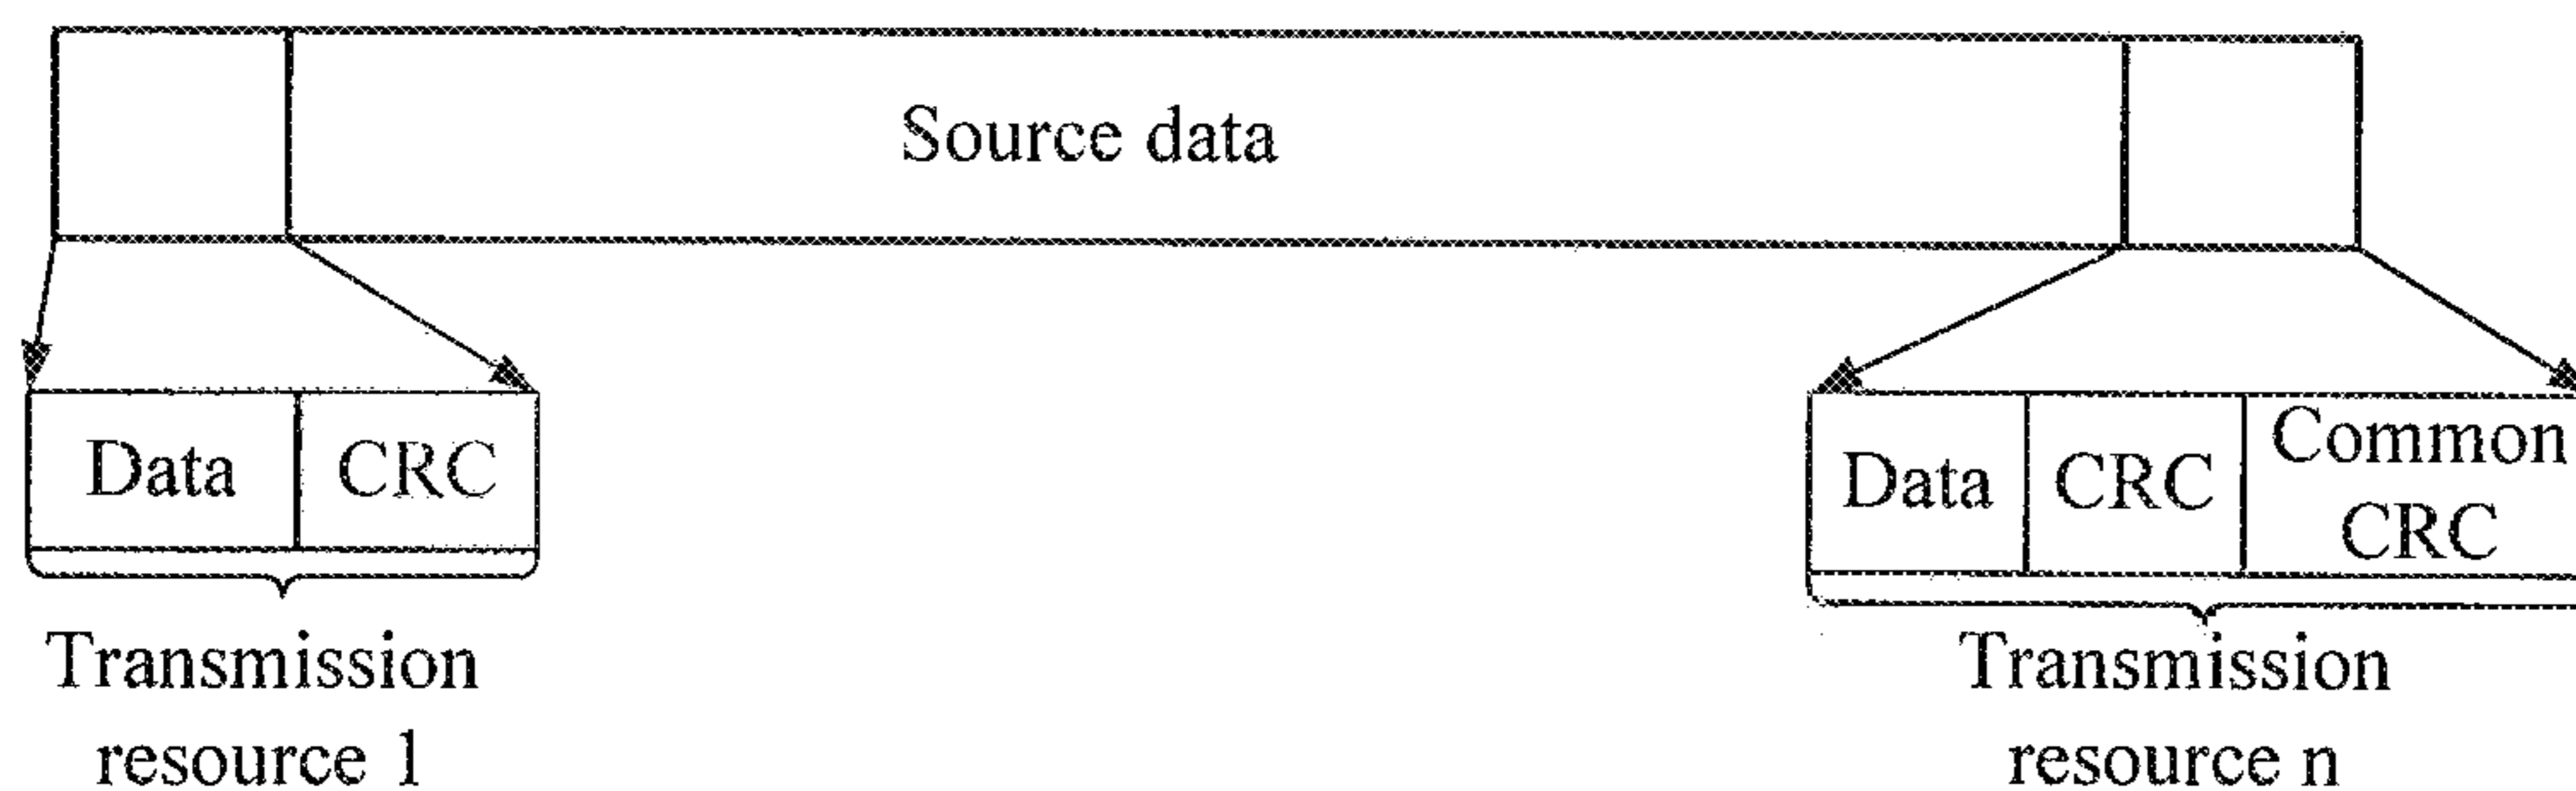 Source data
Data
CRC
Data
CRC
Common
CRC
Transmission
resource 1
Transmission
resource n